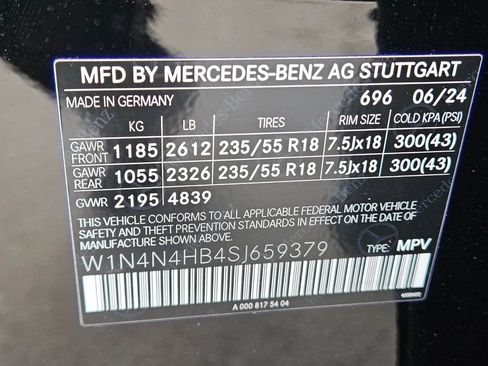 MFD BY MERCEDES-BENZ AG STUTTGART
MADE IN GERMANY 696 06/24
KG LB TIRES RIM SIZE COLD KPA (PSI)
GAWR FRONT 1185 2612 235/55 R18 7.5Jx18 300(43)
GAWR REAR 1055 2326 235/55 R18 7.5Jx18 300(43)
GVWR 2195 4839
THIS VEHICLE CONFORMS TO ALL APPLICABLE FEDERAL MOTOR VEHICLE
SAFETY AND THEFT PREVENTION STANDARDS IN EFFECT ON THE DATE
OF MANUFACTURE SHOWN ABOVE.
W1N4N4HB4SJ659379 TYPE: MPV
A 000 817 54 04